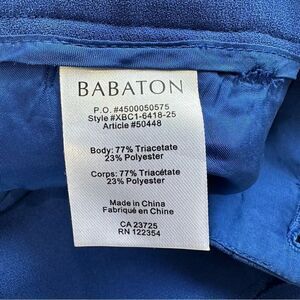 BABATON
P.O. #4500050575
Style #XBC1-6418-25
Article #50448
Body: 77% Triacetate
23% Polyester
Corps: 77% Triacétate
23% Polyester
Made in China
Fabriqué en Chine
CA 23725
RN 122354